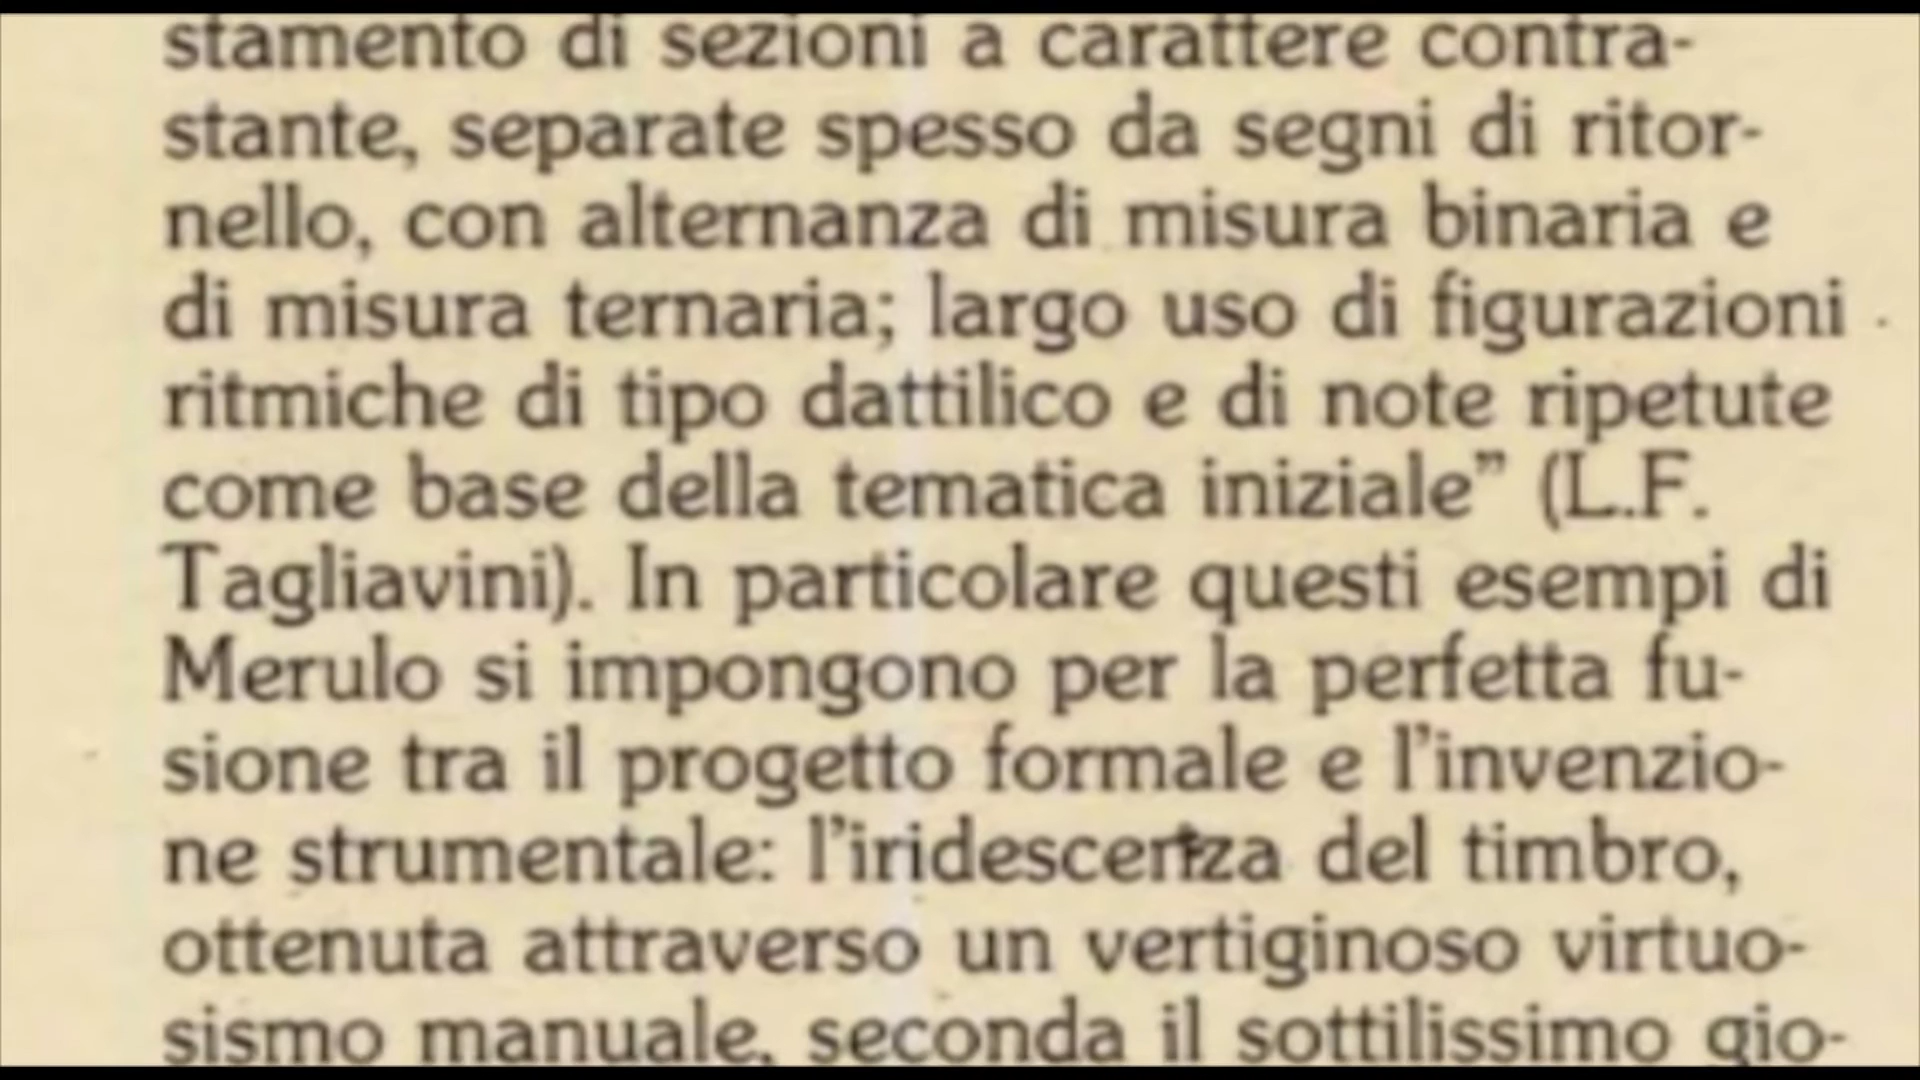 stamento di sezioni a carattere contra-
stante, separate spesso da segni di ritor-
nello, con alternanza di misura binaria e
di misura ternaria; largo uso di figurazioni
ritmiche di tipo dattilico e di note ripetute
come base della tematica iniziale” (L.F.
Tagliavini). In particolare questi esempi di
Merulo si impongono per la perfetta fu-
sione tra il progetto formale e l’invenzio-
ne strumentale: l’iridescenza del timbro,
ottenuta attraverso un vertiginoso virtuo-
sismo manuale, seconda il sottilissimo gio-